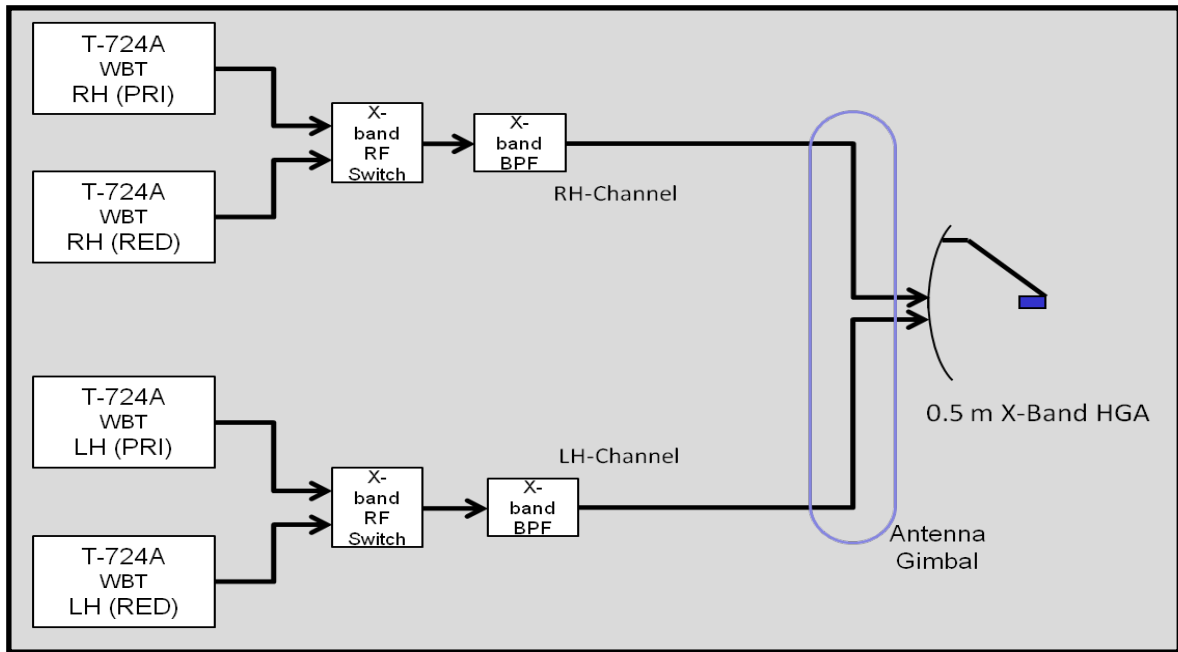 T-724A
WBT
RH (PRI)
T-724A
WBT
RH (RED)
X-
band
RF
Switch
X-
band
BPF
RH-Channel
0.5 m X-Band HGA
T-724A
WBT
LH (PRI)
T-724A
WBT
LH (RED)
X-
band
RF
Switch
X-
band
BPF
LH-Channel
Antenna
Gimbal